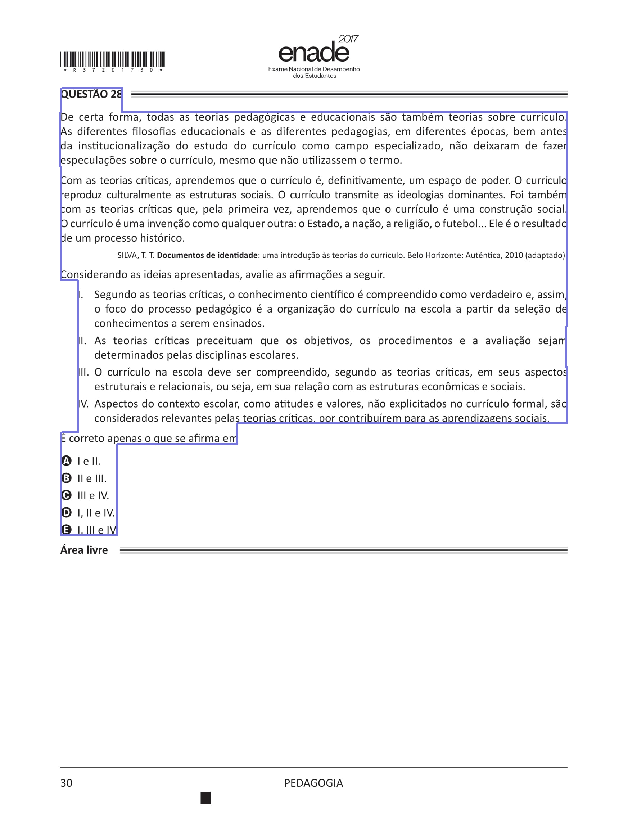 *R3720173D*
2017
enade
Exame Nacional de Desempenho
dos Estudantes
QUESTÃO 28
De certa forma, todas as teorias pedagógicas e educacionais são também teorias sobre currículo.
As diferentes filosofias educacionais e as diferentes pedagogias, em diferentes épocas, bem antes
da institucionalização do estudo do currículo como campo especializado, não deixaram de fazer
especulações sobre o currículo, mesmo que não utilizassem o termo.
Com as teorias críticas, aprendemos que o currículo é, definitivamente, um espaço de poder. O currículo
reproduz culturalmente as estruturas sociais. O currículo transmite as ideologias dominantes. Foi também
com as teorias críticas que, pela primeira vez, aprendemos que o currículo é uma construção social.
O currículo é uma invenção como qualquer outra: o Estado, a nação, a religião, o futebol... Ele é o resultado
de um processo histórico.
SILVA, T. T. Documentos de identidade: uma introdução às teorias do currículo. Belo Horizonte: Autêntica, 2010 (adaptado).
Considerando as ideias apresentadas, avalie as afirmações a seguir.
I. Segundo as teorias críticas, o conhecimento científico é compreendido como verdadeiro e, assim,
o foco do processo pedagógico é a organização do currículo na escola a partir da seleção de
conhecimentos a serem ensinados.
II. As teorias críticas preceituam que os objetivos, os procedimentos e a avaliação sejam
determinados pelas disciplinas escolares.
III. O currículo na escola deve ser compreendido, segundo as teorias críticas, em seus aspectos
estruturais e relacionais, ou seja, em sua relação com as estruturas econômicas e sociais.
IV. Aspectos do contexto escolar, como atitudes e valores, não explicitados no currículo formal, são
considerados relevantes pelas teorias críticas, por contribuírem para as aprendizagens sociais.
É correto apenas o que se afirma em
A I e II.
B II e III.
C III e IV.
D I, II e IV.
E I, III e IV
Área livre
30 PEDAGOGIA